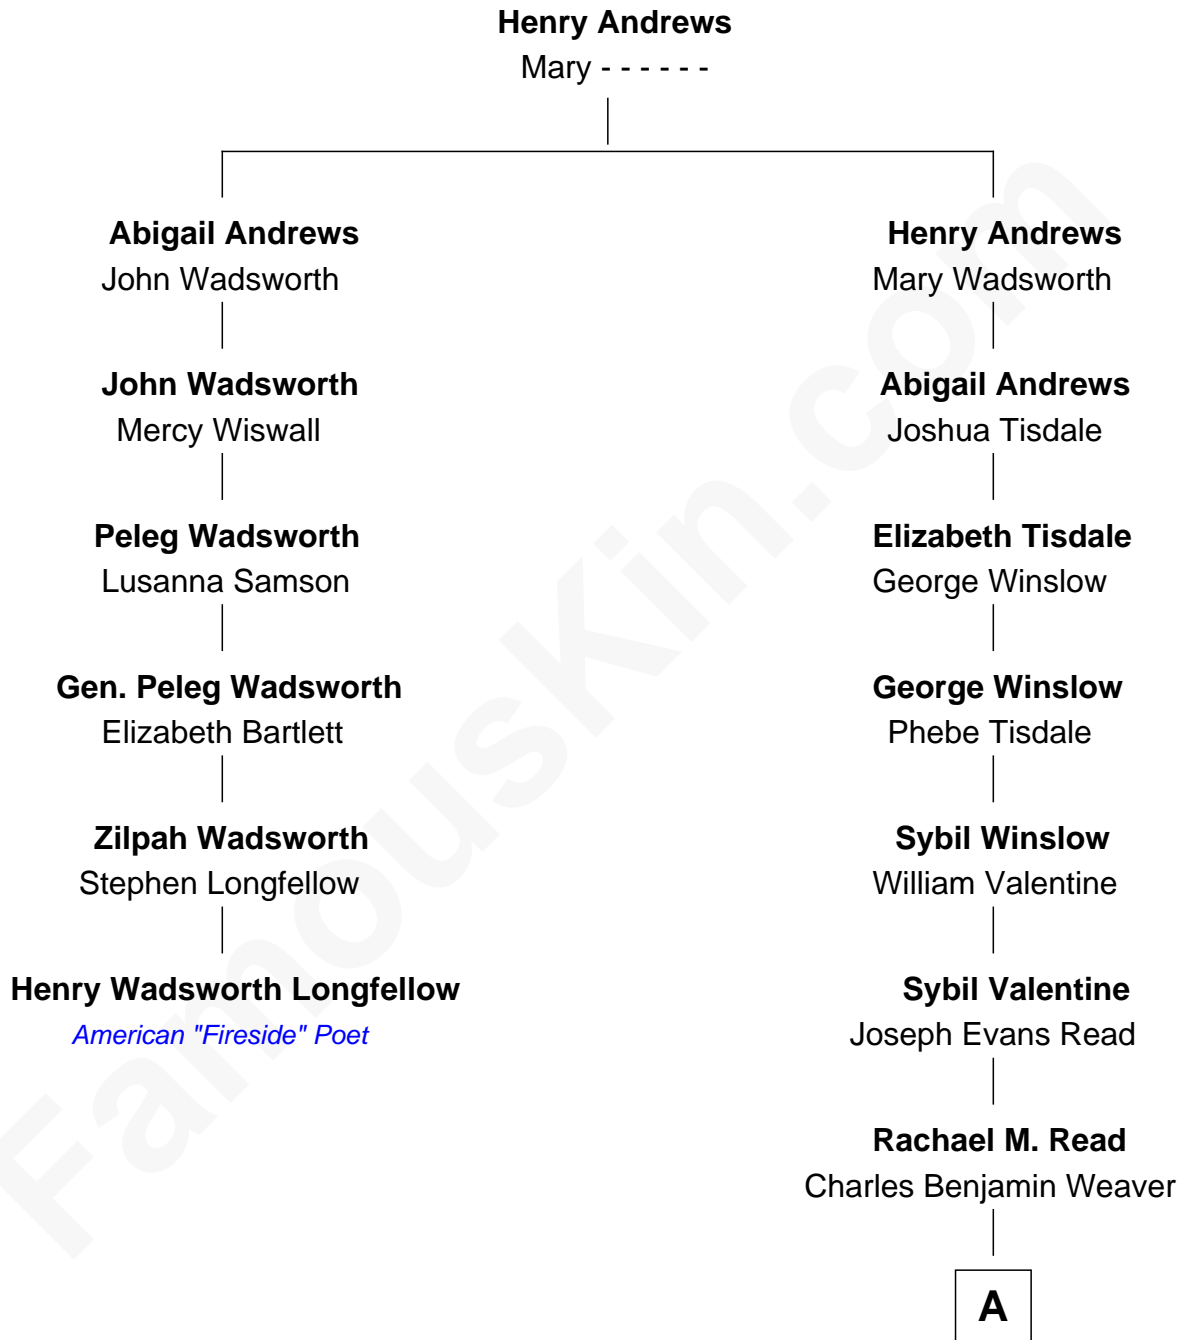 Henry Andrews
Mary - - - - - -
Abigail Andrews
John Wadsworth
Henry Andrews
Mary Wadsworth
John Wadsworth
Mercy Wiswall
Abigail Andrews
Joshua Tisdale
Peleg Wadsworth
Lusanna Samson
Elizabeth Tisdale
George Winslow
Gen. Peleg Wadsworth
Elizabeth Bartlett
George Winslow
Phebe Tisdale
Zilpah Wadsworth
Stephen Longfellow
Sybil Winslow
William Valentine
Henry Wadsworth Longfellow
American "Fireside" Poet
Sybil Valentine
Joseph Evans Read
Rachael M. Read
Charles Benjamin Weaver
A
FamousKin.com